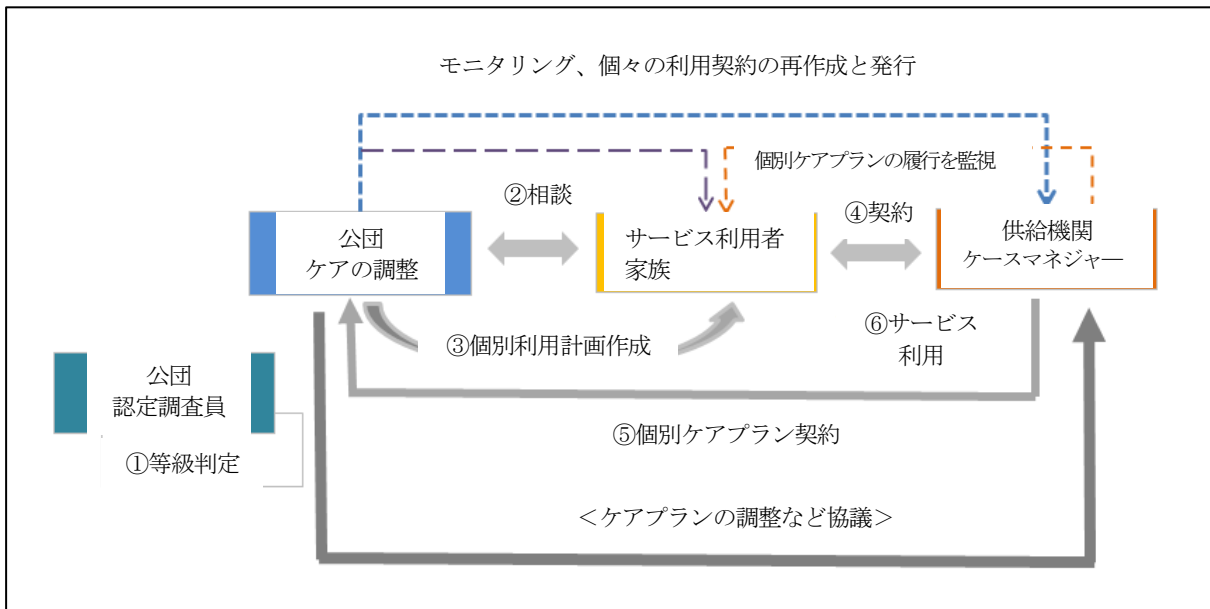 モニタリング、個々の利用契約の再作成と発行
個別ケアプランの履行を監視
②相談
④契約
公団
ケアの調整
サービス利用者
家族
供給機関
ケースマネジャー
③個別利用計画作成
⑥サービス
利用
公団
認定調査員
①等級判定
⑤個別ケアプラン契約
＜ケアプランの調整など協議＞